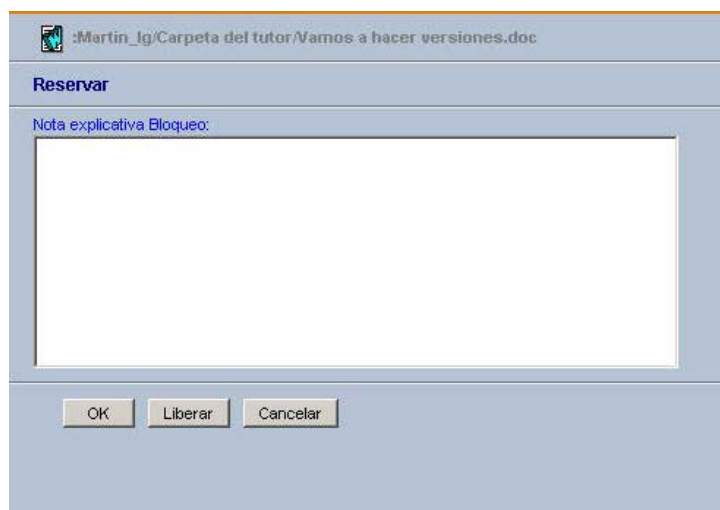 :Martin_lg/Carpeta del tutor/Vamos a hacer versiones.doc
Reservar
Nota explicativa Bloqueo:
OK Liberar Cancelar